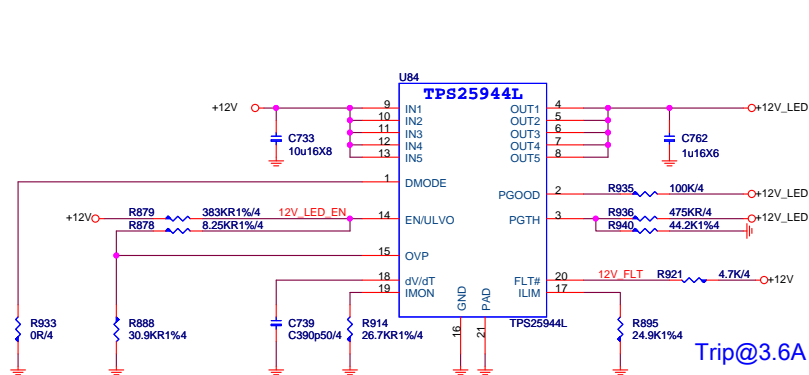 U84
TPS25944L
+12V
9 IN1 OUT1 4 +12V_LED
10 IN2 OUT2 5
11 IN3 OUT3 6
12 IN4 OUT4 7
13 IN5 OUT5 8
C733
10u16X8
C762
1u16X6
1 DMODE
PGOOD 2 R935 100K/4 +12V_LED
+12V R879 383KR1%/4 12V_LED_EN 14 EN/ULVO
R878 8.25KR1%/4
PGTH 3 R936 475KR/4 +12V_LED
R940 44.2K1%4
15 OVP
18 dV/dT
19 IMON
FLT# 20 12V_FLT R921 4.7K/4 +12V
ILIM 17
GND PAD
16 21
TPS25944L
R933
0R/4
R888
30.9KR1%/4
C739
C390p50/4
R914
26.7KR1%/4
R895
24.9K1%4
Trip@3.6A